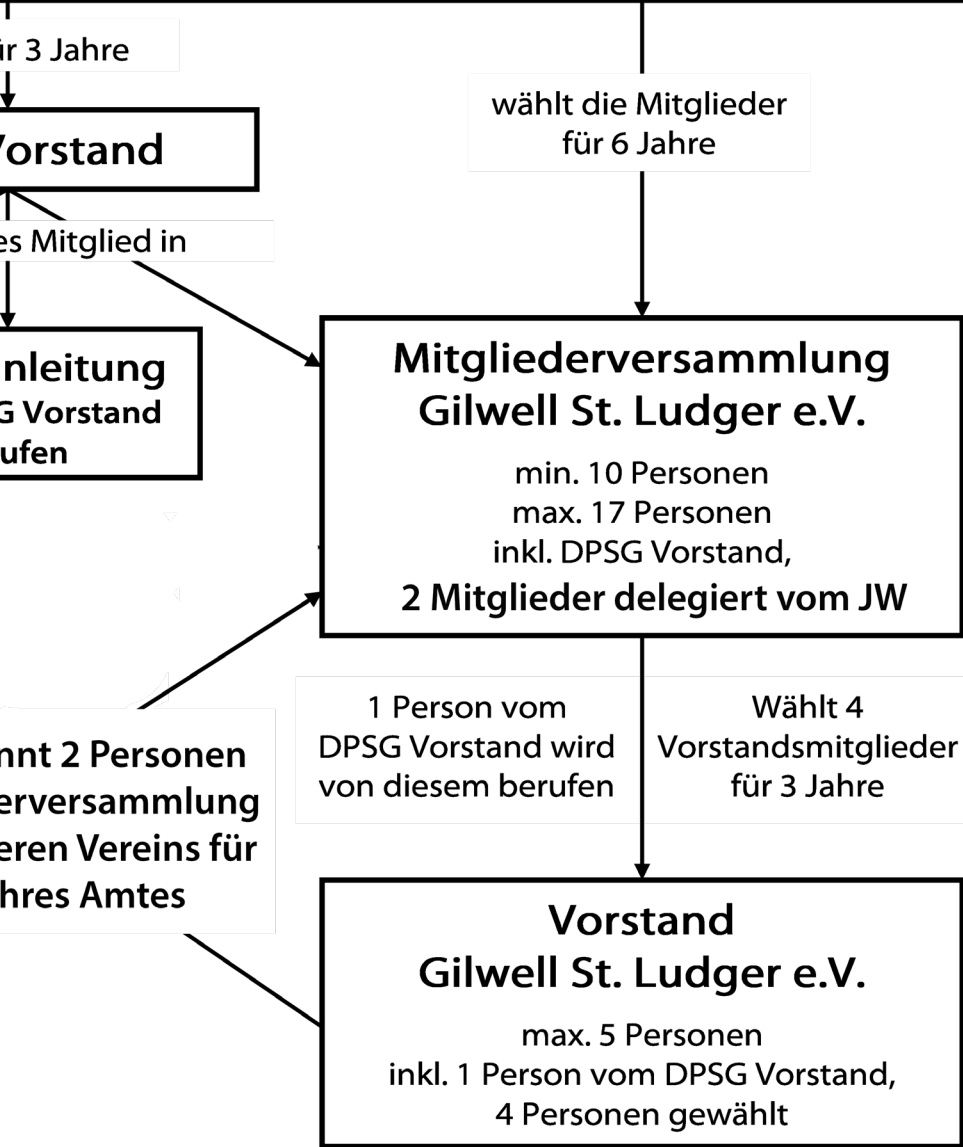 ür 3 Jahre
Vorstand
es Mitglied in
nleitung
G Vorstand
ufen
wählt die Mitglieder
für 6 Jahre
Mitgliederversammlung
Gilwell St. Ludger e.V.
min. 10 Personen
max. 17 Personen
inkl. DPSG Vorstand,
2 Mitglieder delegiert vom JW
nnt 2 Personen
erversammlung
eren Vereins für
hres Amtes
1 Person vom
DPSG Vorstand wird
von diesem berufen
Wählt 4
Vorstandsmitglieder
für 3 Jahre
Vorstand
Gilwell St. Ludger e.V.
max. 5 Personen
inkl. 1 Person vom DPSG Vorstand,
4 Personen gewählt